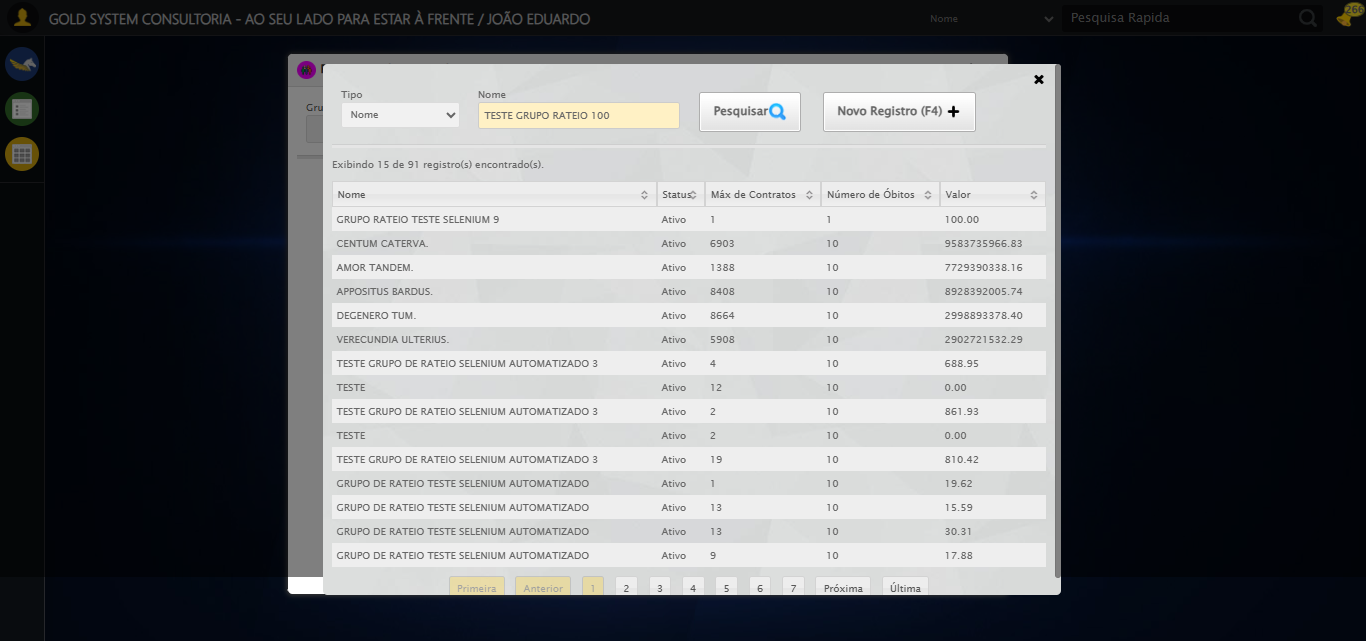 GOLD SYSTEM CONSULTORIA - AO SEU LADO PARA ESTAR À FRENTE / JOÃO EDUARDO
Nome
Pesquisa Rapida
266
Gru
Tipo
Nome
Nome
TESTE GRUPO RATEIO 100
Pesquisar
Novo Registro (F4)
Exibindo 15 de 91 registro(s) encontrado(s).
Nome Status Máx de Contratos Número de Óbitos Valor
GRUPO RATEIO TESTE SELENIUM 9 Ativo 1 1 100.00
CENTUM CATERVA. Ativo 6903 10 9583735966.83
AMOR TANDEM. Ativo 1388 10 7729390338.16
APPOSITUS BARDUS. Ativo 8408 10 8928392005.74
DEGENERO TUM. Ativo 8664 10 2998893378.40
VERECUNDIA ULTERIUS. Ativo 5908 10 2902721532.29
TESTE GRUPO DE RATEIO SELENIUM AUTOMATIZADO 3 Ativo 4 10 688.95
TESTE Ativo 12 10 0.00
TESTE GRUPO DE RATEIO SELENIUM AUTOMATIZADO 3 Ativo 2 10 861.93
TESTE Ativo 2 10 0.00
TESTE GRUPO DE RATEIO SELENIUM AUTOMATIZADO 3 Ativo 19 10 810.42
GRUPO DE RATEIO TESTE SELENIUM AUTOMATIZADO Ativo 1 10 19.62
GRUPO DE RATEIO TESTE SELENIUM AUTOMATIZADO Ativo 13 10 15.59
GRUPO DE RATEIO TESTE SELENIUM AUTOMATIZADO Ativo 13 10 30.31
GRUPO DE RATEIO TESTE SELENIUM AUTOMATIZADO Ativo 9 10 17.88
Primeira Anterior 1 2 3 4 5 6 7 Próxima Última